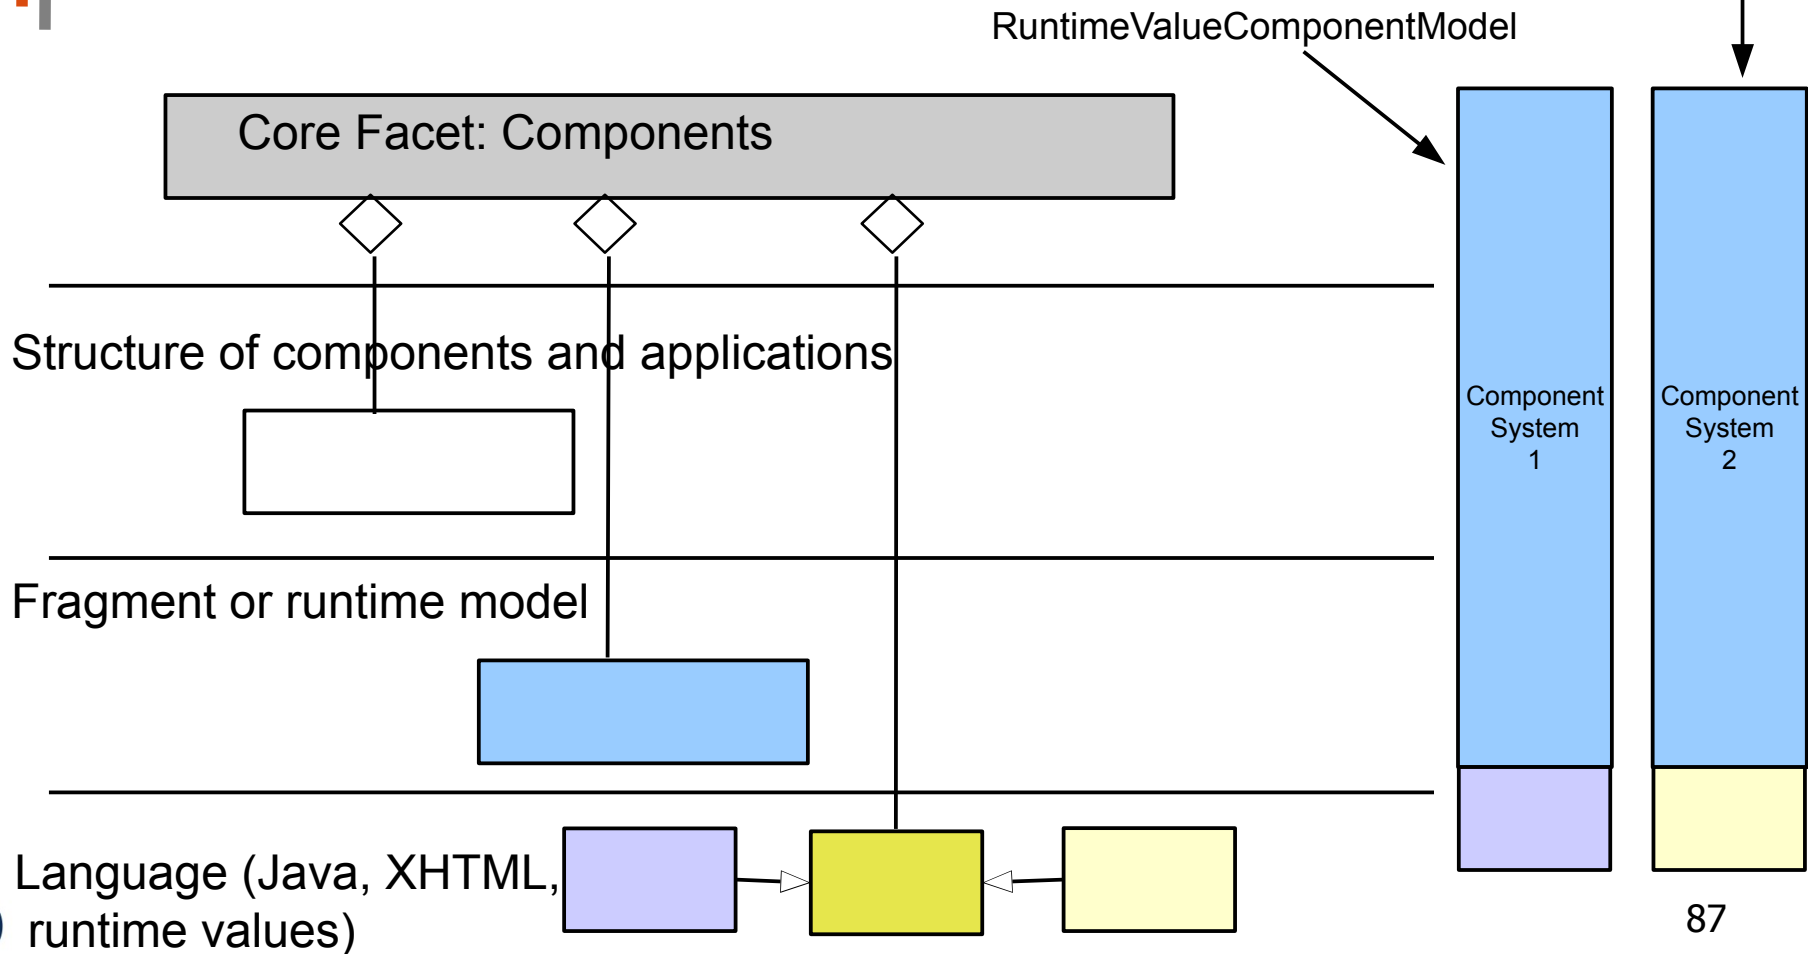 RuntimeValueComponentModel
Core Facet: Components
Structure of components and applications
Component
System
1
Component
System
2
Fragment or runtime model
Language (Java, XHTML,
runtime values)
87